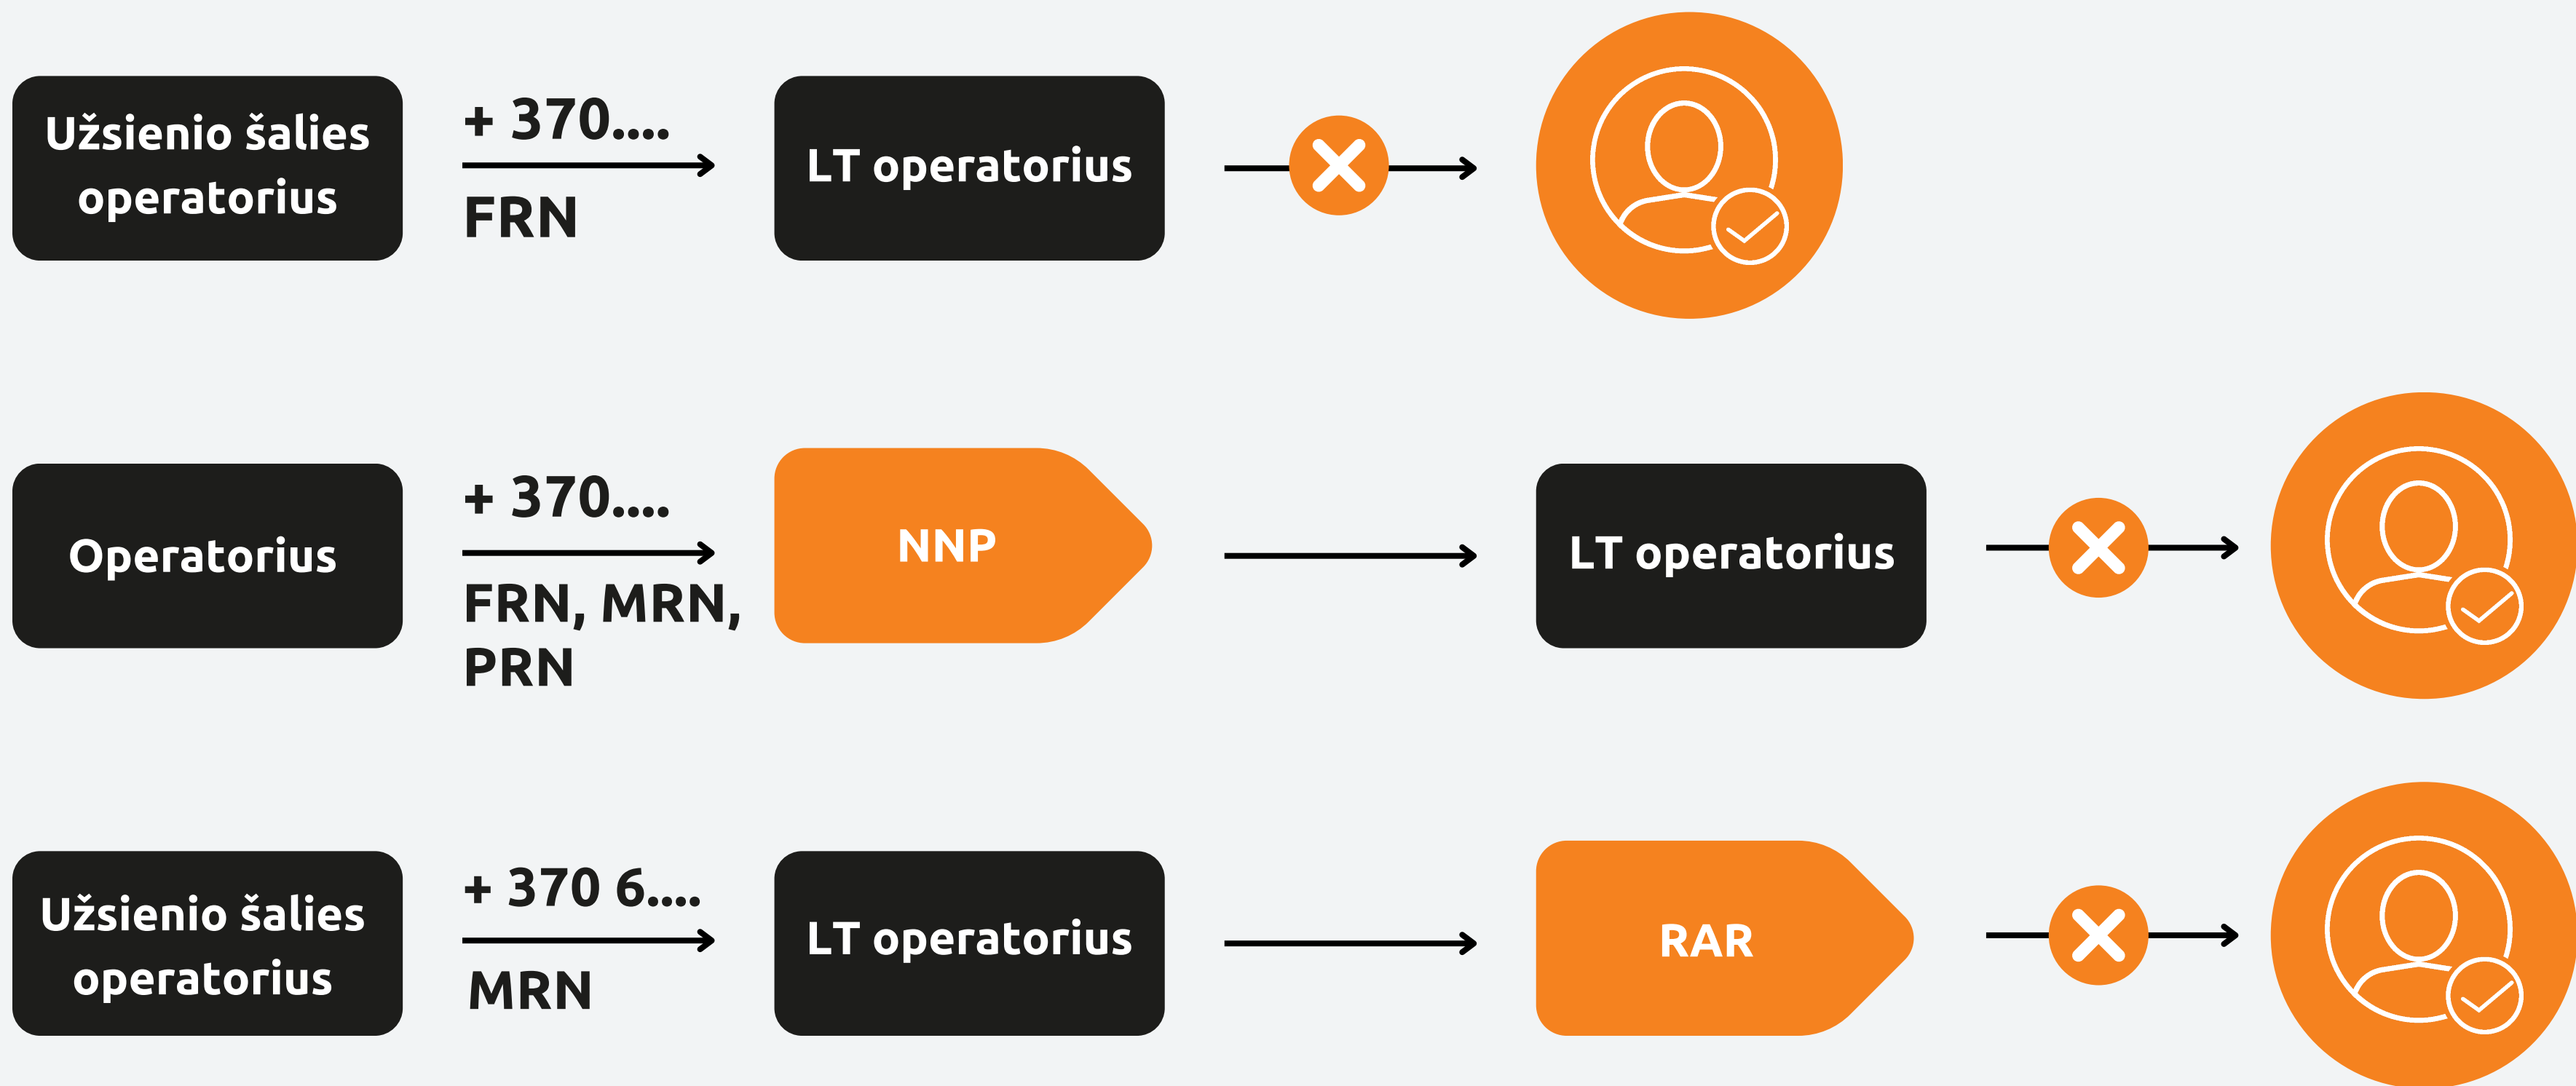 Užsienio šalies
operatorius
+ 370....
FRN
LT operatorius
Operatorius
+ 370....
FRN, MRN,
PRN
NNP
LT operatorius
Užsienio šalies
operatorius
+ 370 6....
MRN
LT operatorius
RAR